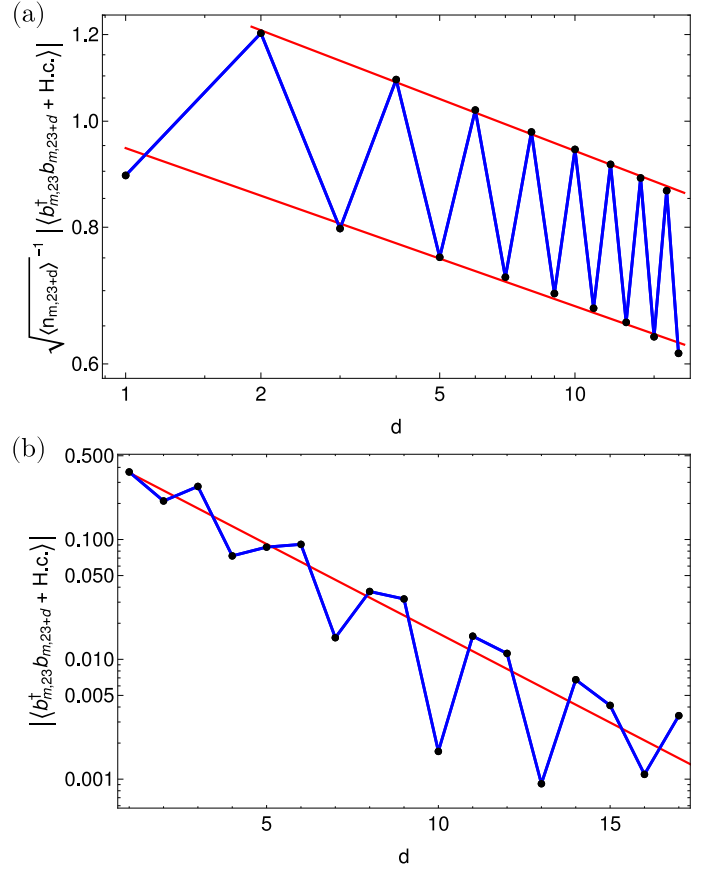 (a)
√⟨n_{m,23+d}⟩^{-1} |⟨b†_{m,23} b_{m,23+d} + H.c.⟩|
1.2
1.0
0.8
0.6
1 2 5 10
d
(b)
|⟨b†_{m,23} b_{m,23+d} + H.c.⟩|
0.500
0.100
0.050
0.010
0.005
0.001
5 10 15
d